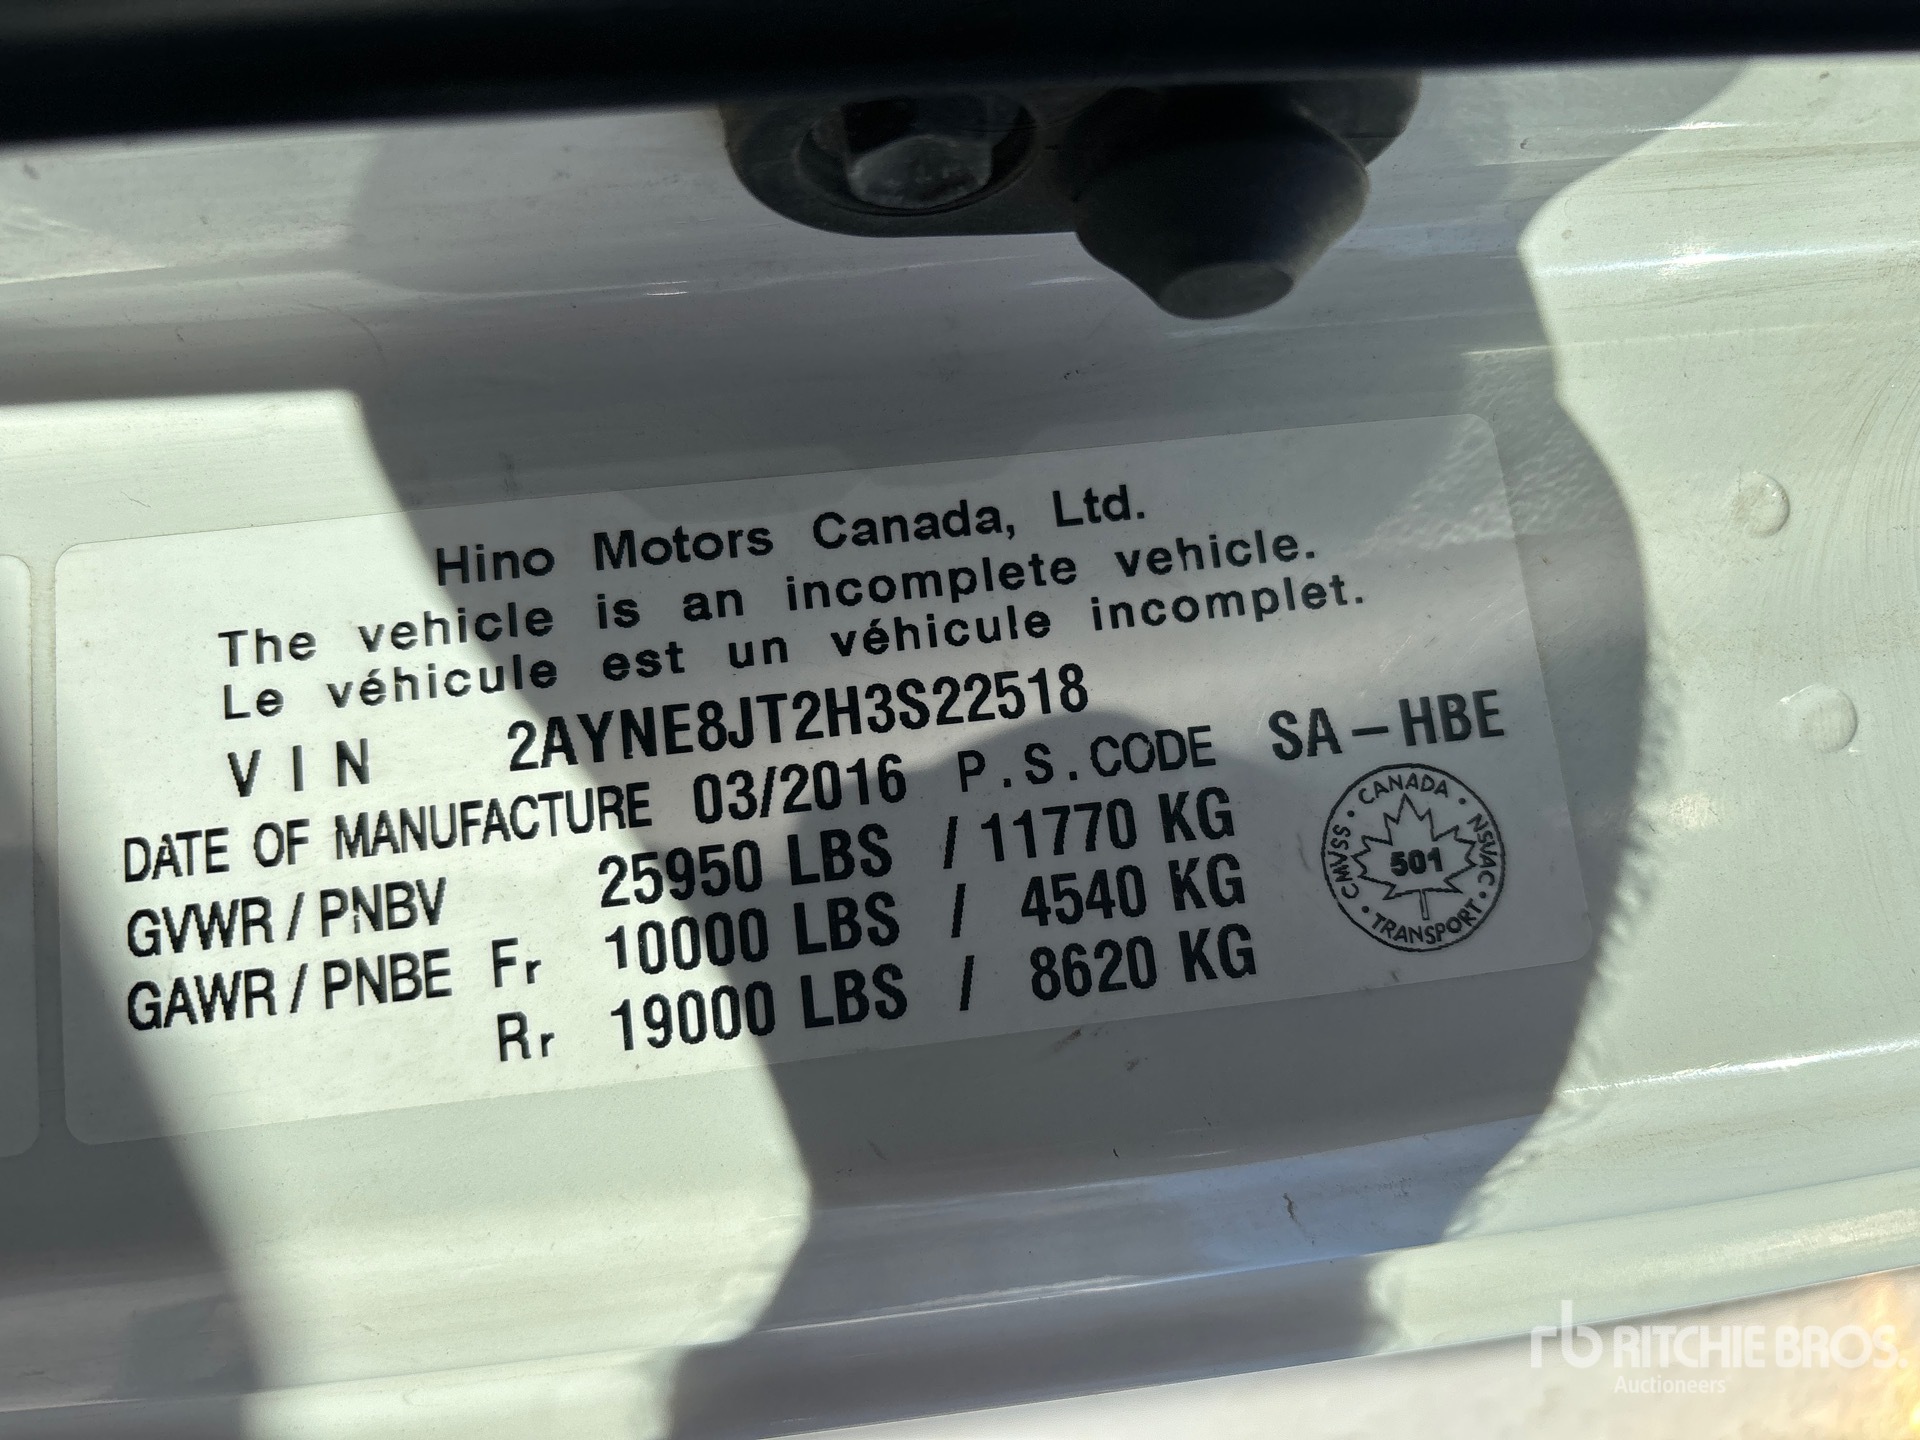 Hino Motors Canada, Ltd.
The vehicle is an incomplete vehicle.
Le véhicule est un véhicule incomplet.
VIN 2AYNE8JT2H3S22518
DATE OF MANUFACTURE 03/2016 P.S.CODE SA-HBE
GVWR / PNBV 25950 LBS / 11770 KG
GAWR / PNBE Fr 10000 LBS / 4540 KG
Rr 19000 LBS / 8620 KG
CANADA
CMVSS 501 NSVAC
TRANSPORT
rb RITCHIE BROS.
Auctioneers